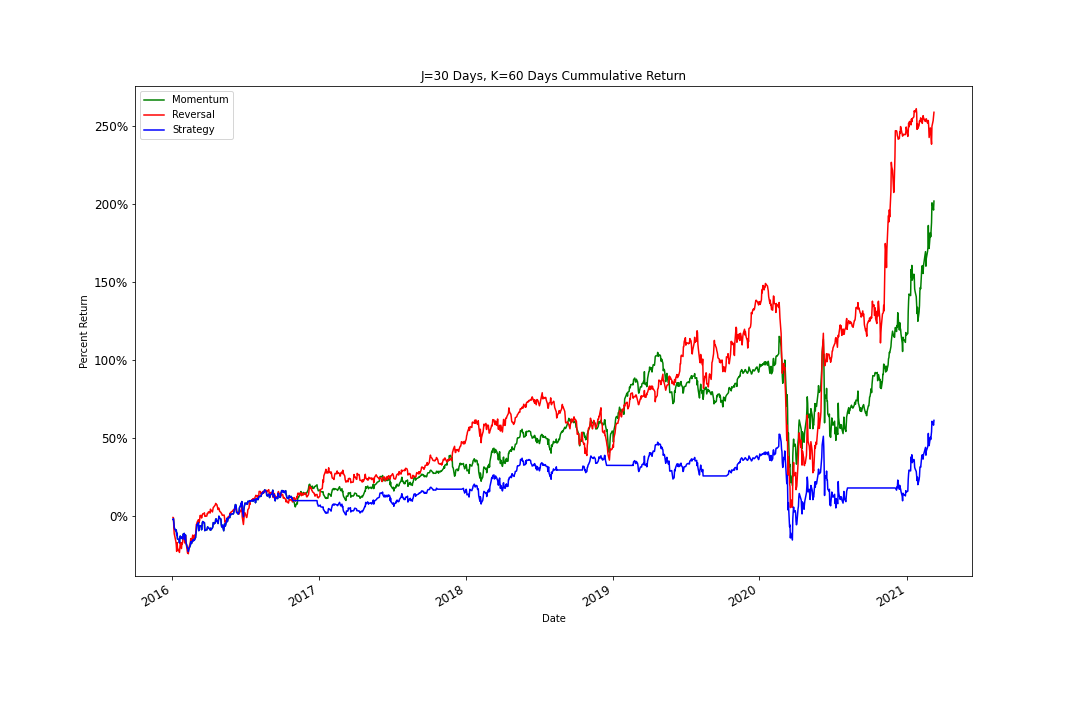 J=30 Days, K=60 Days Cummulative Return
Momentum
Reversal
Strategy
250%
200%
150%
100%
50%
0%
Percent Return
2016
2017
2018
2019
2020
2021
Date